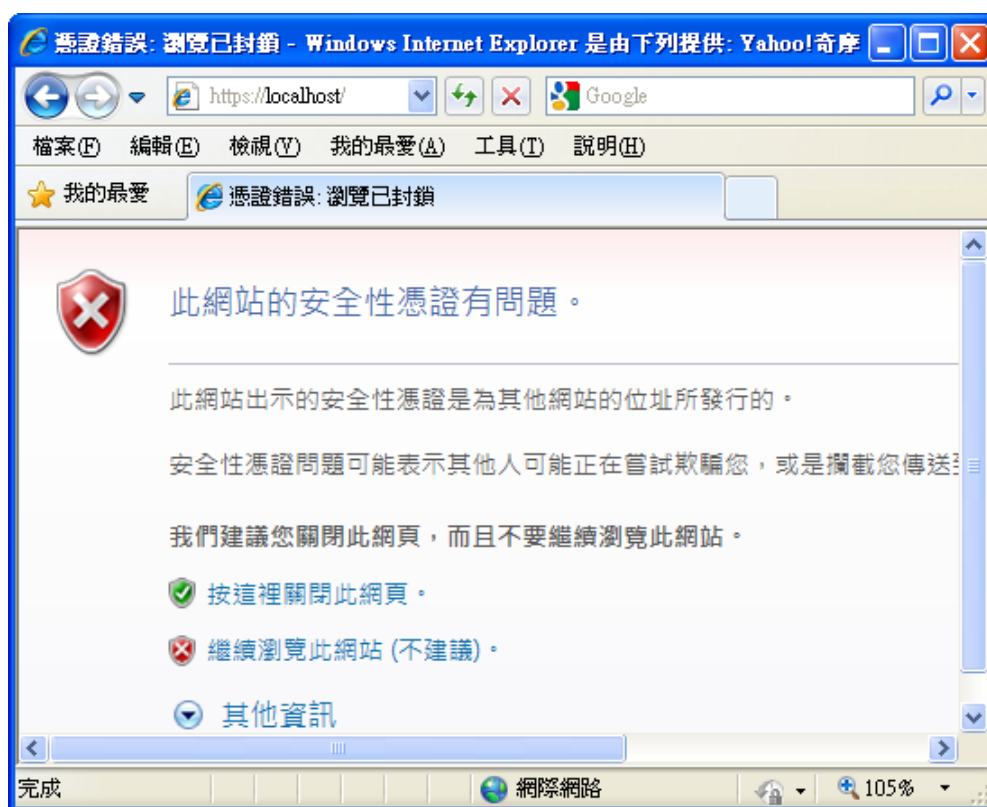 憑證錯誤: 瀏覽已封鎖 - Windows Internet Explorer 是由下列提供: Yahoo!奇摩
https://localhost/
Google
檔案(F) 編輯(E) 檢視(V) 我的最愛(A) 工具(T) 說明(H)
我的最愛
憑證錯誤: 瀏覽已封鎖
此網站的安全性憑證有問題。
此網站出示的安全性憑證是為其他網站的位址所發行的。
安全性憑證問題可能表示其他人可能正在嘗試欺騙您，或是攔截您傳送
我們建議您關閉此網頁，而且不要繼續瀏覽此網站。
按這裡關閉此網頁。
繼續瀏覽此網站 (不建議)。
其他資訊
完成
網際網路
105%